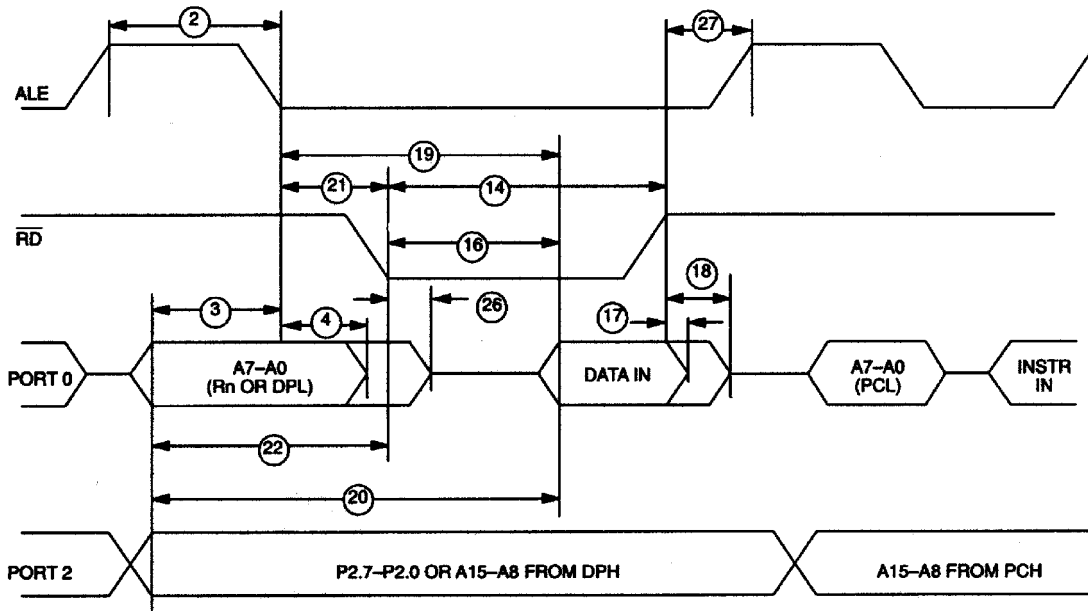 2
27
ALE
19
21
14
RD
16
18
3
4
26
17
PORT 0
A7–A0
(Rn OR DPL)
DATA IN
A7–A0
(PCL)
INSTR
IN
22
20
PORT 2
P2.7–P2.0 OR A15–A8 FROM DPH
A15–A8 FROM PCH